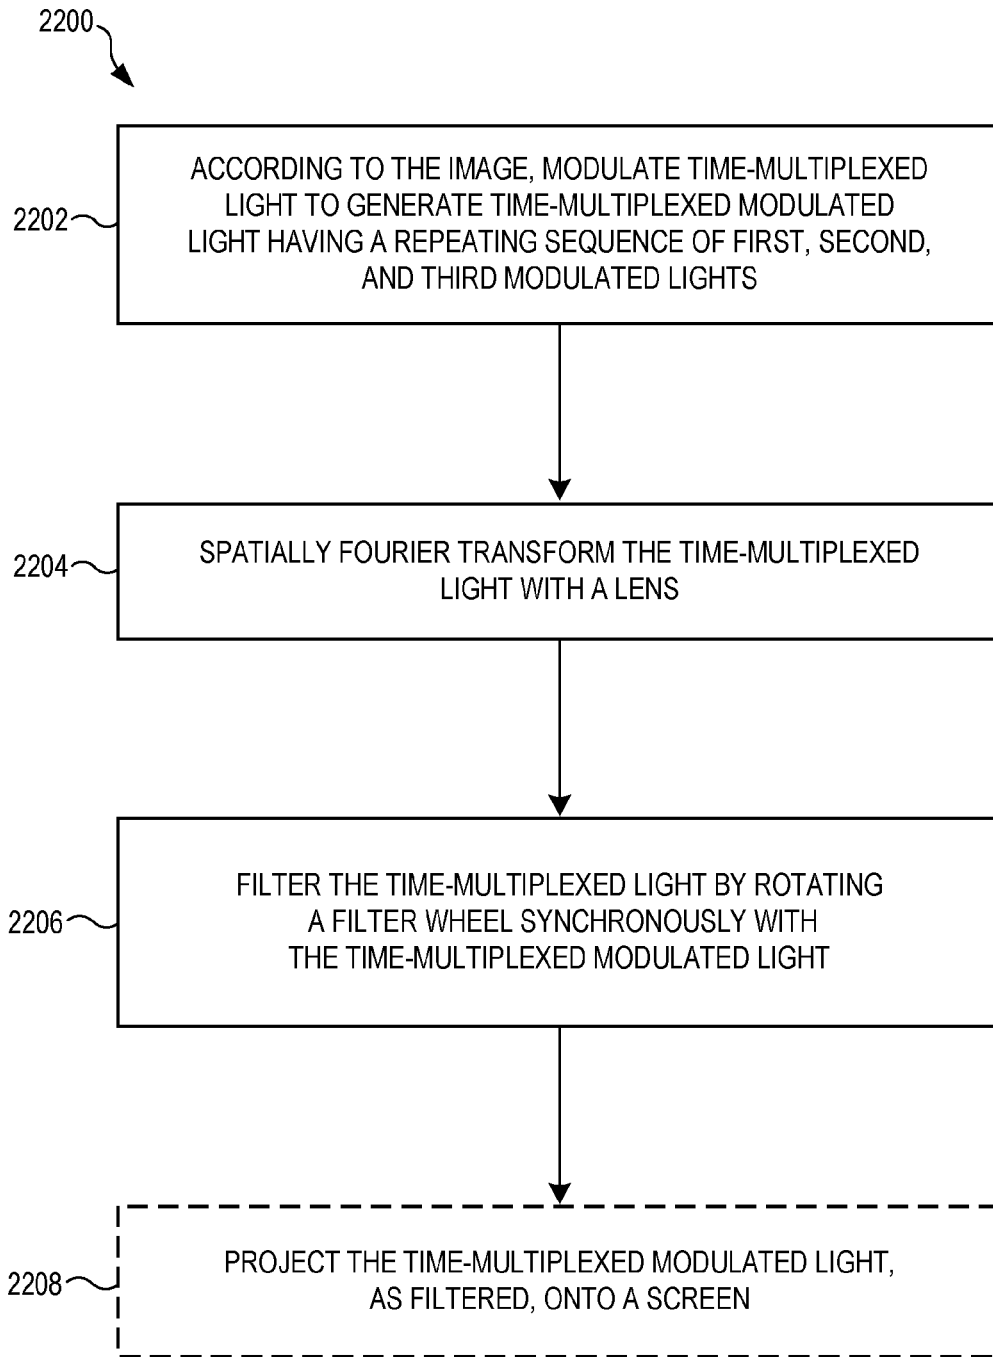 2200
2202
ACCORDING TO THE IMAGE, MODULATE TIME-MULTIPLEXED
LIGHT TO GENERATE TIME-MULTIPLEXED MODULATED
LIGHT HAVING A REPEATING SEQUENCE OF FIRST, SECOND,
AND THIRD MODULATED LIGHTS
2204
SPATIALLY FOURIER TRANSFORM THE TIME-MULTIPLEXED
LIGHT WITH A LENS
2206
FILTER THE TIME-MULTIPLEXED LIGHT BY ROTATING
A FILTER WHEEL SYNCHRONOUSLY WITH
THE TIME-MULTIPLEXED MODULATED LIGHT
2208
PROJECT THE TIME-MULTIPLEXED MODULATED LIGHT,
AS FILTERED, ONTO A SCREEN